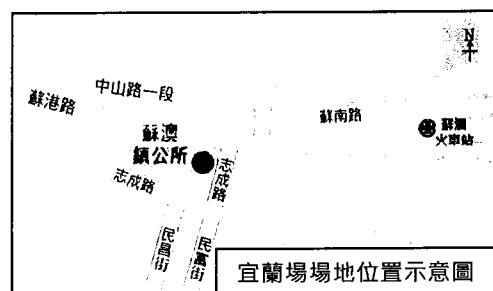 N
中山路一段
蘇港路
蘇南路
蘇澳
火車站
蘇澳
鎮公所
志成路
志成路
民昌街
民富街
宜蘭場場地位置示意圖